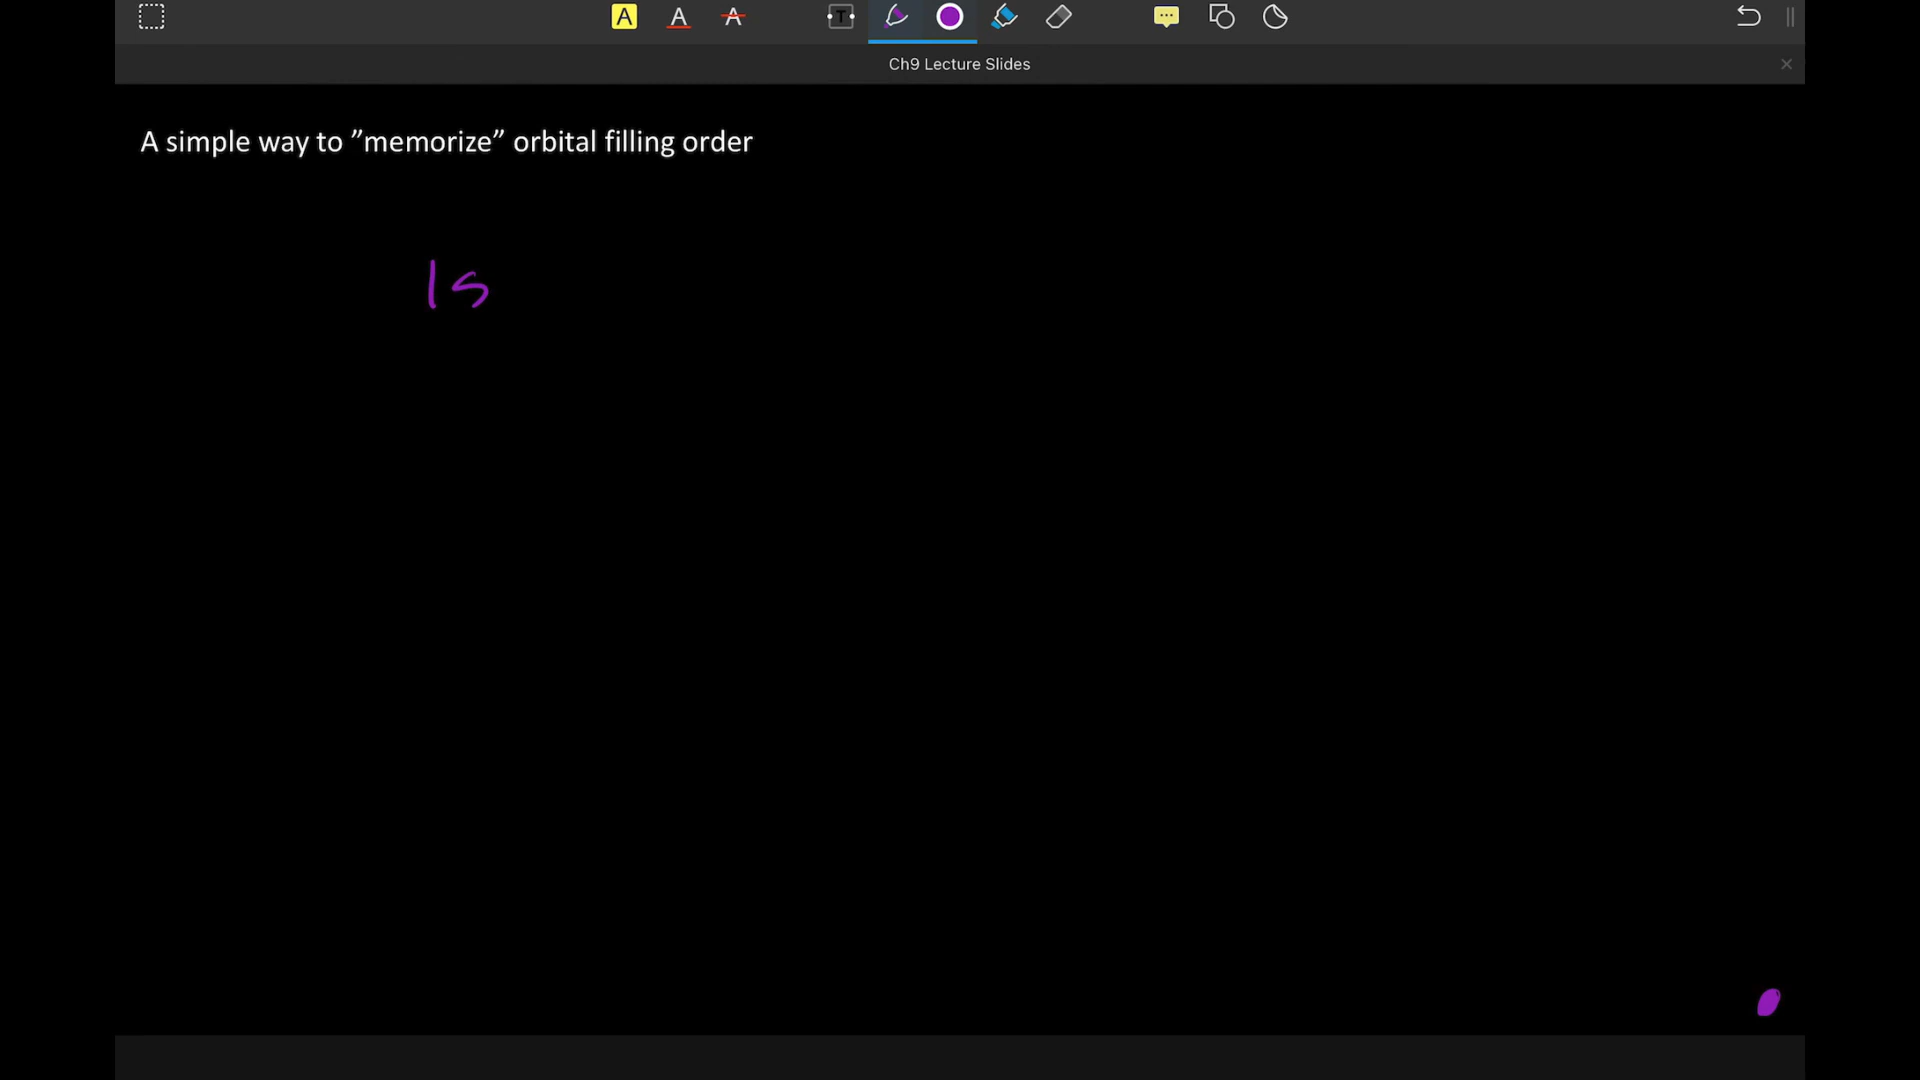 A
A
A
T
Ch9 Lecture Slides
A simple way to ”memorize” orbital filling order
1s